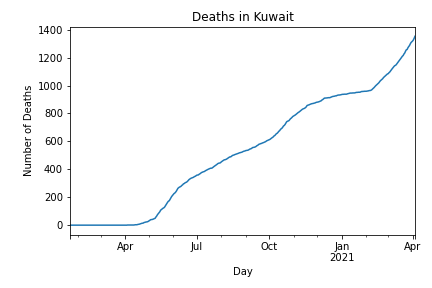 Deaths in Kuwait
1400
1200
1000
800
600
400
200
0
Number of Deaths
Apr
Jul
Oct
Jan
2021
Apr
Day